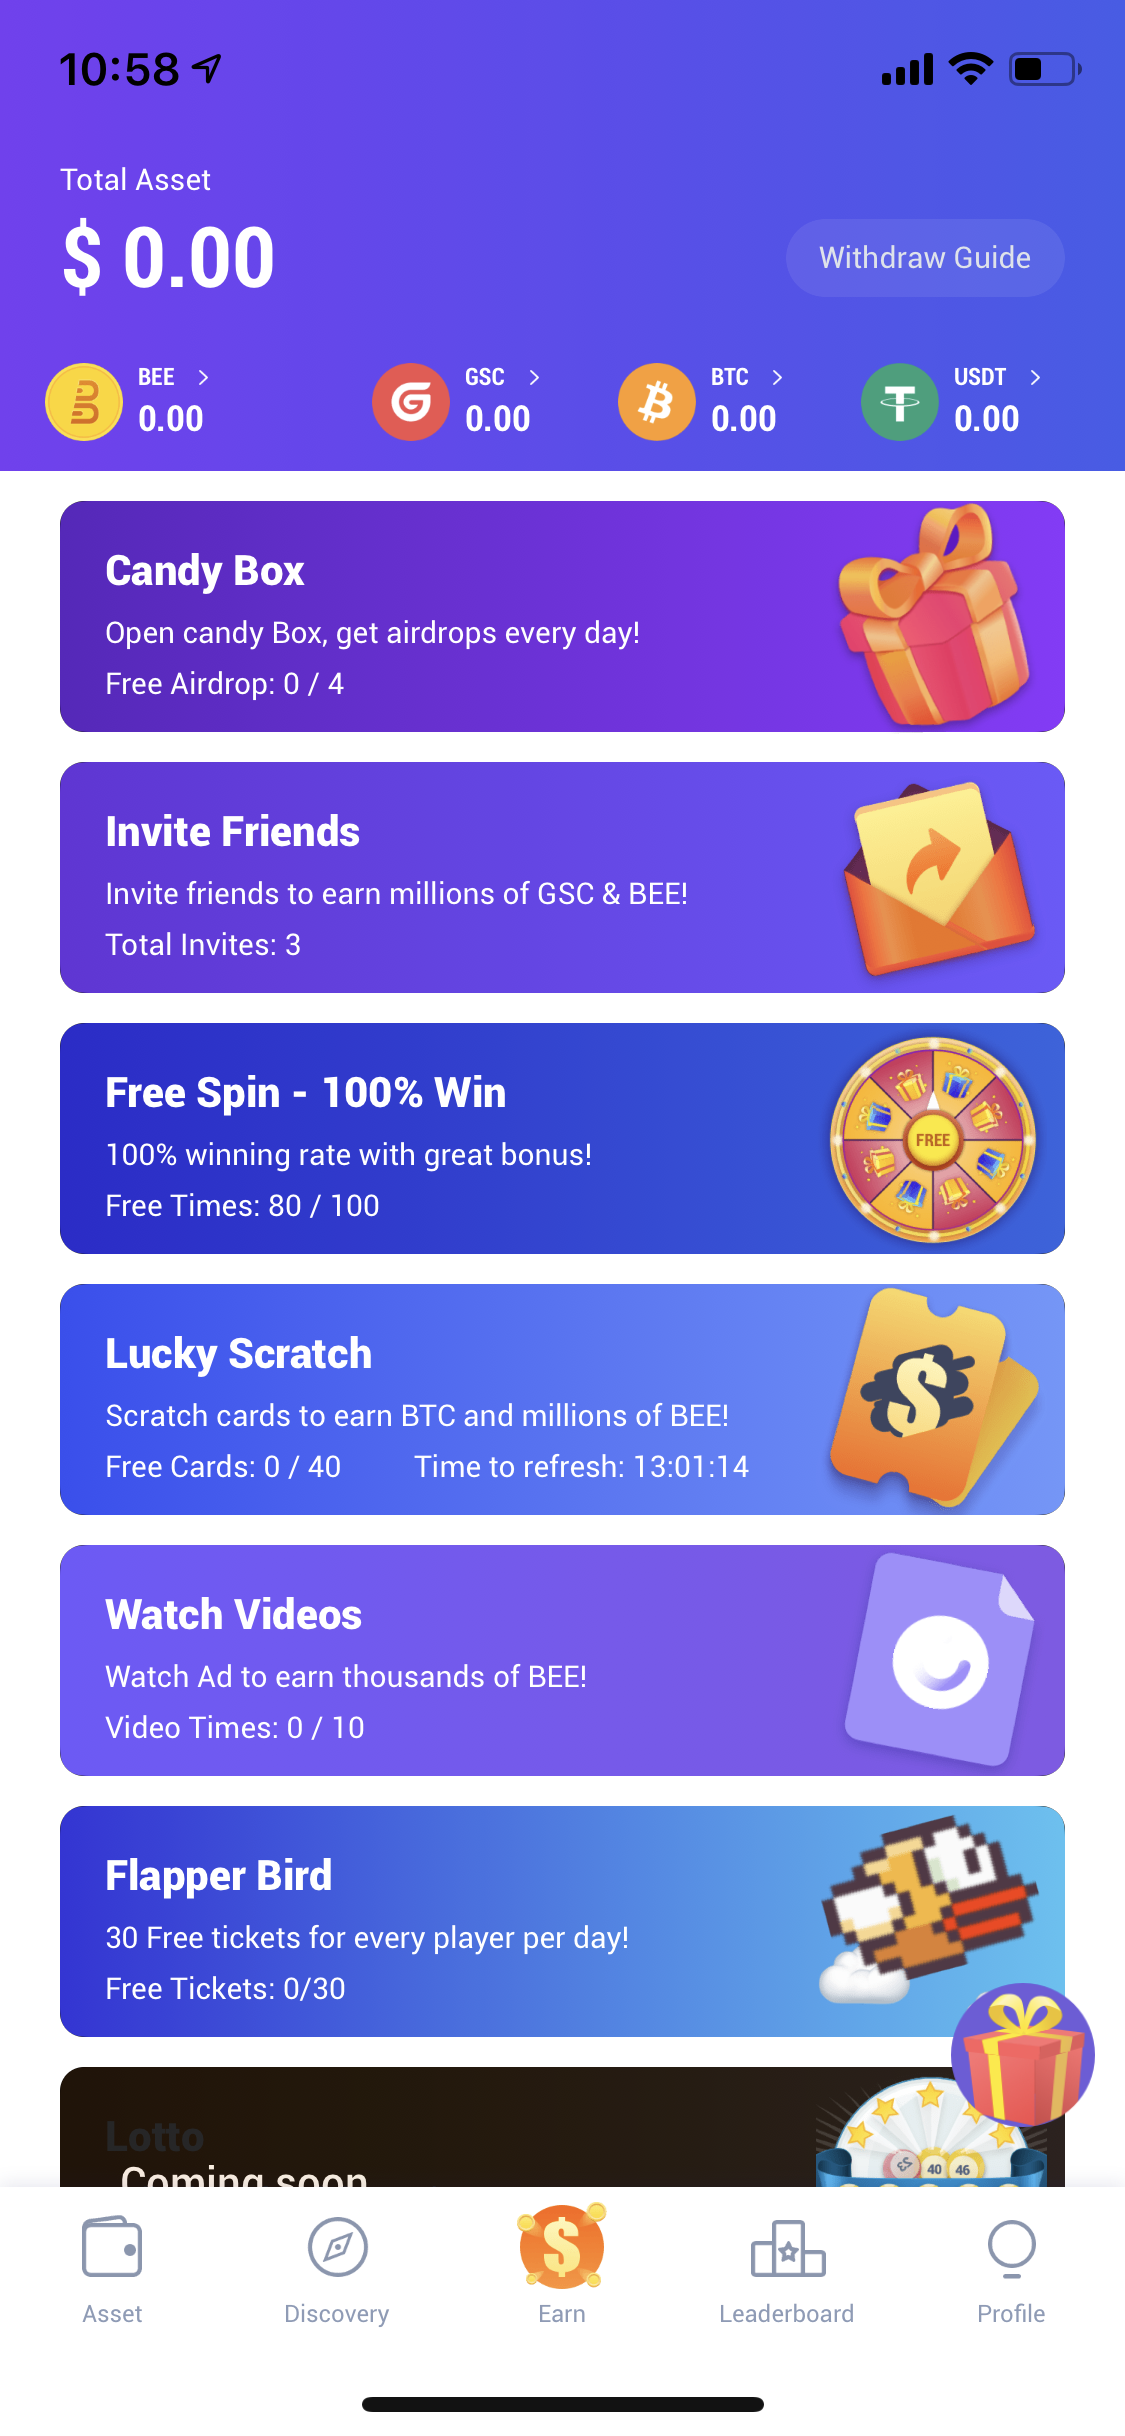 10:58
Total Asset
$ 0.00
Withdraw Guide
BEE GSC BTC USDT
0.00 0.00 0.00 0.00
Candy Box
Open candy Box, get airdrops every day!
Free Airdrop: 0 / 4
Invite Friends
Invite friends to earn millions of GSC & BEE!
Total Invites: 3
Free Spin - 100% Win
100% winning rate with great bonus!
Free Times: 80 / 100
FREE
Lucky Scratch
Scratch cards to earn BTC and millions of BEE!
Free Cards: 0 / 40 Time to refresh: 13:01:14
$
Watch Videos
Watch Ad to earn thousands of BEE!
Video Times: 0 / 10
Flapper Bird
30 Free tickets for every player per day!
Free Tickets: 0/30
Lotto
Coming soon
53 40 46
$
Asset Discovery Earn Leaderboard Profile